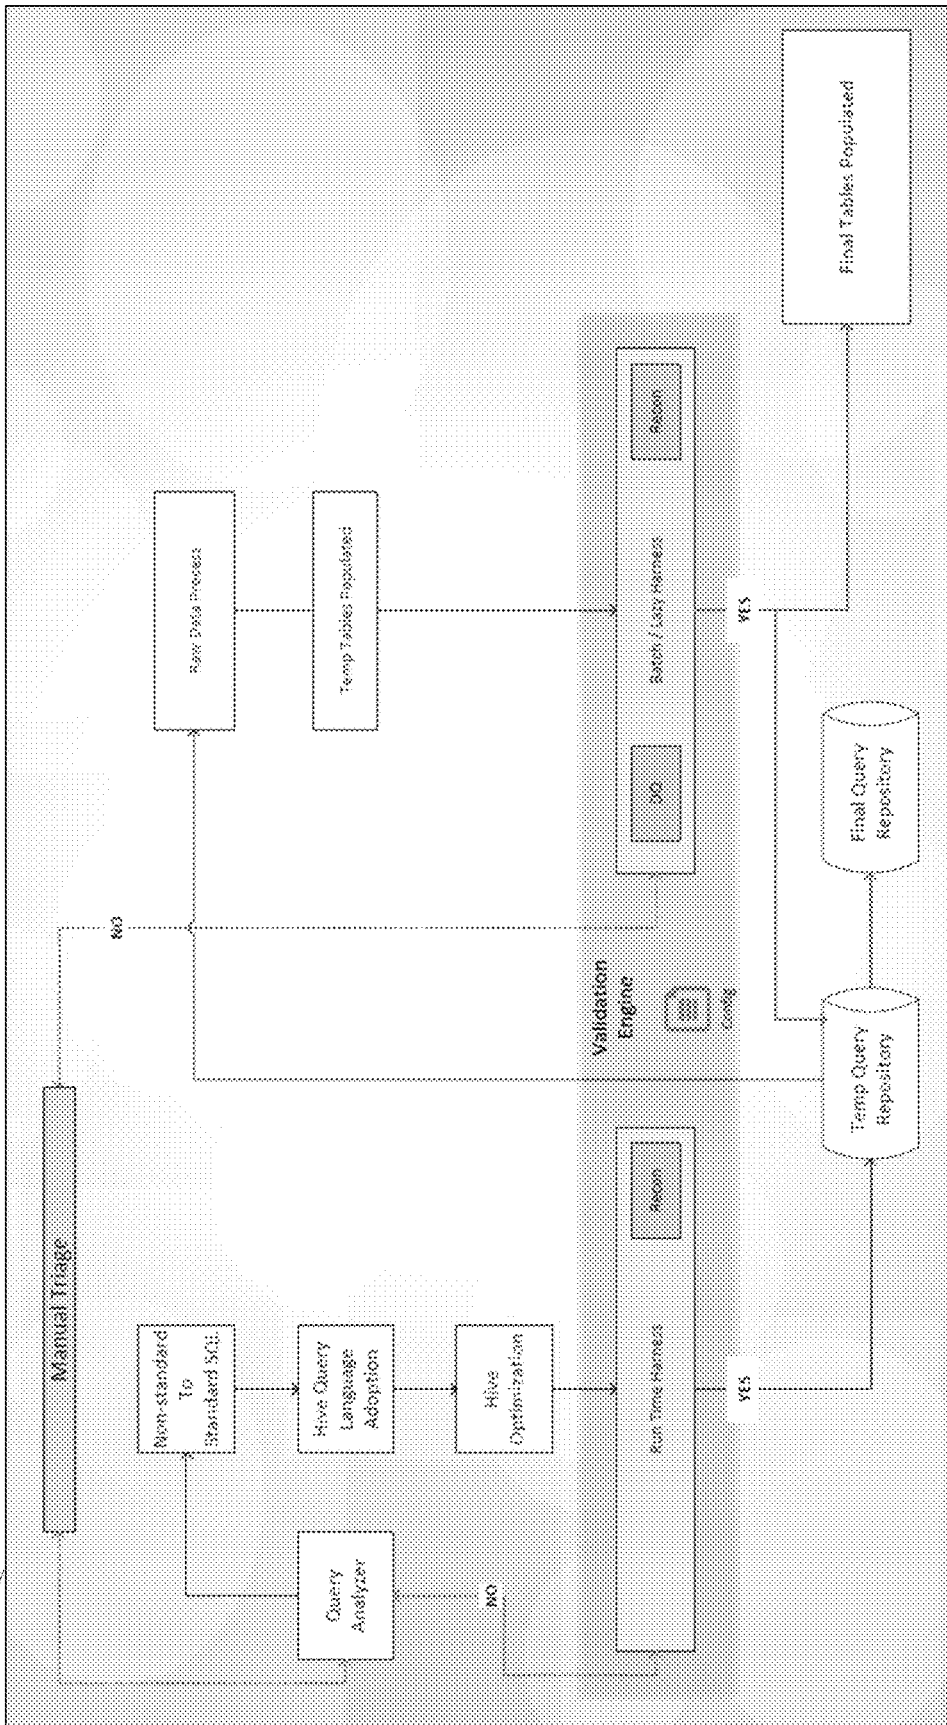 Manual Triage
Query
Analyzer
Non-standard
To
Standard SQL
Hive Query
Language
Adoption
Hive
Optimization
NO
Run Time Harness
Recon
YES
Validation
Engine
Config
Temp Query
Repository
Final Query
Repository
NO
Raw Data Process
Temp Tables Populated
DQ
Batch / Lazy Harness
Recon
YES
Final Tables Populated